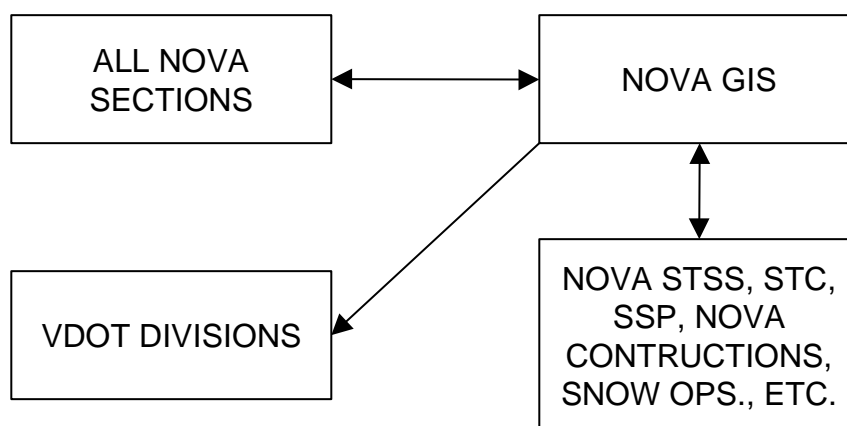 ALL NOVA
SECTIONS
NOVA GIS
VDOT DIVISIONS
NOVA STSS, STC,
SSP, NOVA
CONTRUCTIONS,
SNOW OPS., ETC.